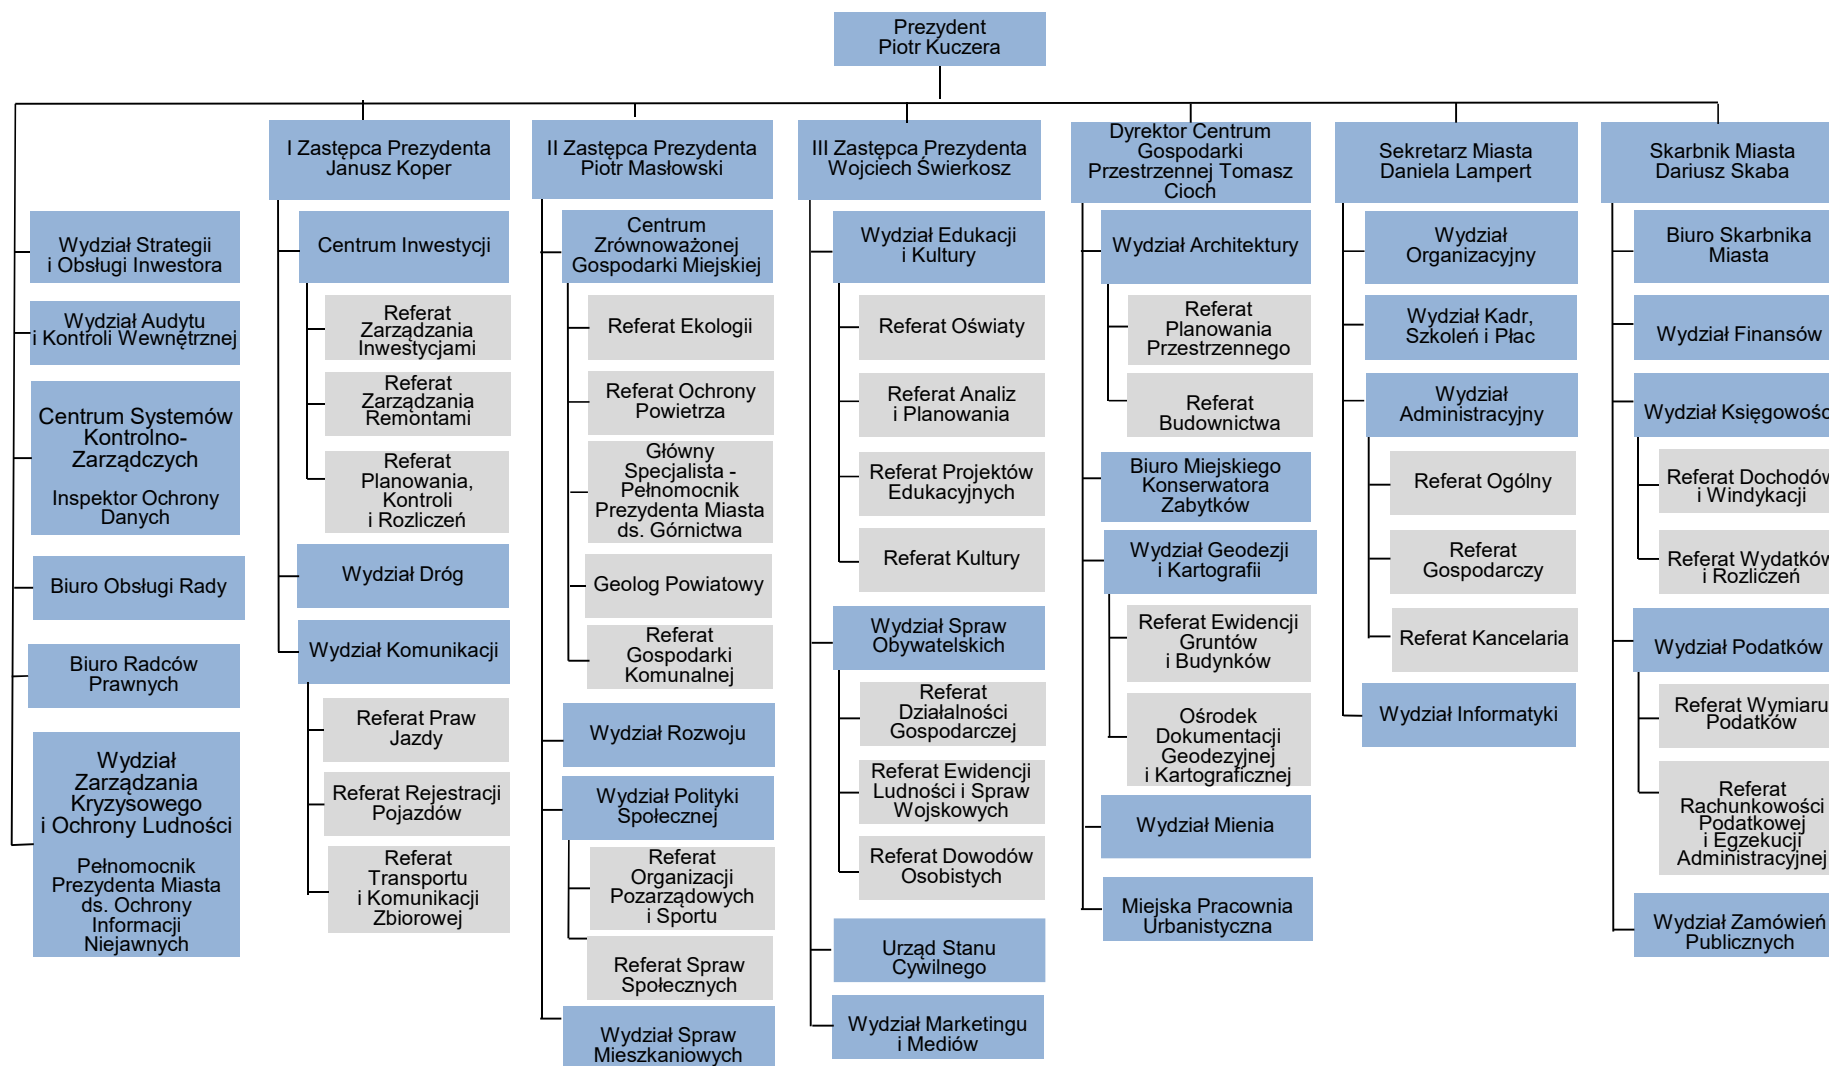 Prezydent
Piotr Kuczera
Wydział Strategii
i Obsługi Inwestora
Wydział Audytu
i Kontroli Wewnętrznej
Centrum Systemów
Kontrolno-
Zarządczych
Inspektor Ochrony
Danych
Biuro Obsługi Rady
Biuro Radców
Prawnych
Wydział
Zarządzania
Kryzysowego
i Ochrony Ludności
Pełnomocnik
Prezydenta Miasta
ds. Ochrony
Informacji
Niejawnych
I Zastępca Prezydenta
Janusz Koper
Centrum Inwestycji
Referat
Zarządzania
Inwestycjami
Referat
Zarządzania
Remontami
Referat
Planowania,
Kontroli
i Rozliczeń
Wydział Dróg
Wydział Komunikacji
Referat Praw
Jazdy
Referat Rejestracji
Pojazdów
Referat
Transportu
i Komunikacji
Zbiorowej
II Zastępca Prezydenta
Piotr Masłowski
Centrum
Zrównoważonej
Gospodarki Miejskiej
Referat Ekologii
Referat Ochrony
Powietrza
Główny
Specjalista -
Pełnomocnik
Prezydenta Miasta
ds. Górnictwa
Geolog Powiatowy
Referat
Gospodarki
Komunalnej
Wydział Rozwoju
Wydział Polityki
Społecznej
Referat
Organizacji
Pozarządowych
i Sportu
Referat Spraw
Społecznych
Wydział Spraw
Mieszkaniowych
III Zastępca Prezydenta
Wojciech Świerkosz
Wydział Edukacji
i Kultury
Referat Oświaty
Referat Analiz
i Planowania
Referat Projektów
Edukacyjnych
Referat Kultury
Wydział Spraw
Obywatelskich
Referat
Działalności
Gospodarczej
Referat Ewidencji
Ludności i Spraw
Wojskowych
Referat Dowodów
Osobistych
Urząd Stanu
Cywilnego
Wydział Marketingu
i Mediów
Dyrektor Centrum
Gospodarki
Przestrzennej Tomasz
Cioch
Wydział Architektury
Referat
Planowania
Przestrzennego
Referat
Budownictwa
Biuro Miejskiego
Konserwatora
Zabytków
Wydział Geodezji
i Kartografii
Referat Ewidencji
Gruntów
i Budynków
Ośrodek
Dokumentacji
Geodezyjnej
i Kartograficznej
Wydział Mienia
Miejska Pracownia
Urbanistyczna
Sekretarz Miasta
Daniela Lampert
Wydział
Organizacyjny
Wydział Kadr,
Szkoleń i Płac
Wydział
Administracyjny
Referat Ogólny
Referat
Gospodarczy
Referat Kancelaria
Wydział Informatyki
Skarbnik Miasta
Dariusz Skaba
Biuro Skarbnika
Miasta
Wydział Finansów
Wydział Księgowośc
Referat Dochodów
i Windykacji
Referat Wydatków
i Rozliczeń
Wydział Podatków
Referat Wymiaru
Podatków
Referat
Rachunkowości
Podatkowej
i Egzekucji
Administracyjnej
Wydział Zamówień
Publicznych